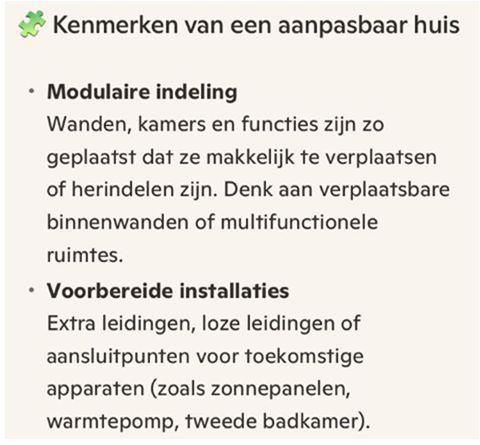 🧩 Kenmerken van een aanpasbaar huis
• Modulaire indeling
Wanden, kamers en functies zijn zo
geplaatst dat ze makkelijk te verplaatsen
of herindelen zijn. Denk aan verplaatsbare
binnenwanden of multifunctionele
ruimtes.
• Voorbereide installaties
Extra leidingen, loze leidingen of
aansluitpunten voor toekomstige
apparaten (zoals zonnepanelen,
warmtepomp, tweede badkamer).